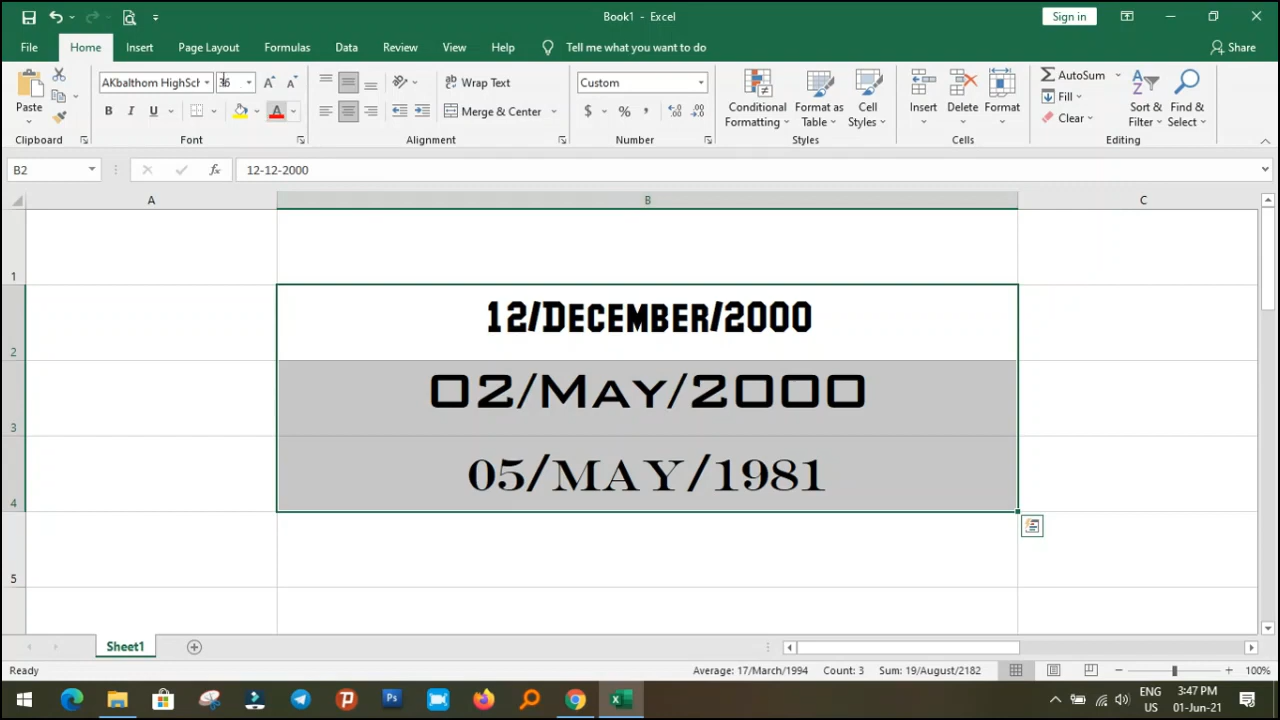 Book1 - Excel
Sign in
File Home Insert Page Layout Formulas Data Review View Help Tell me what you want to do Share
AKbalthom HighScl 36 Wrap Text Custom
Paste B I U Merge & Center $ % Conditional Formatting Format as Table Cell Styles Insert Delete Format AutoSum Fill Clear Sort & Filter Find & Select
Clipboard Font Alignment Number Styles Cells Editing
B2 fx 12-12-2000
A B C
1
2 12/December/2000
3 02/May/2000
4 05/MAY/1981
5
Sheet1
Ready Average: 17/March/1994 Count: 3 Sum: 19/August/2182 100%
ENG 3:47 PM
US 01-Jun-21